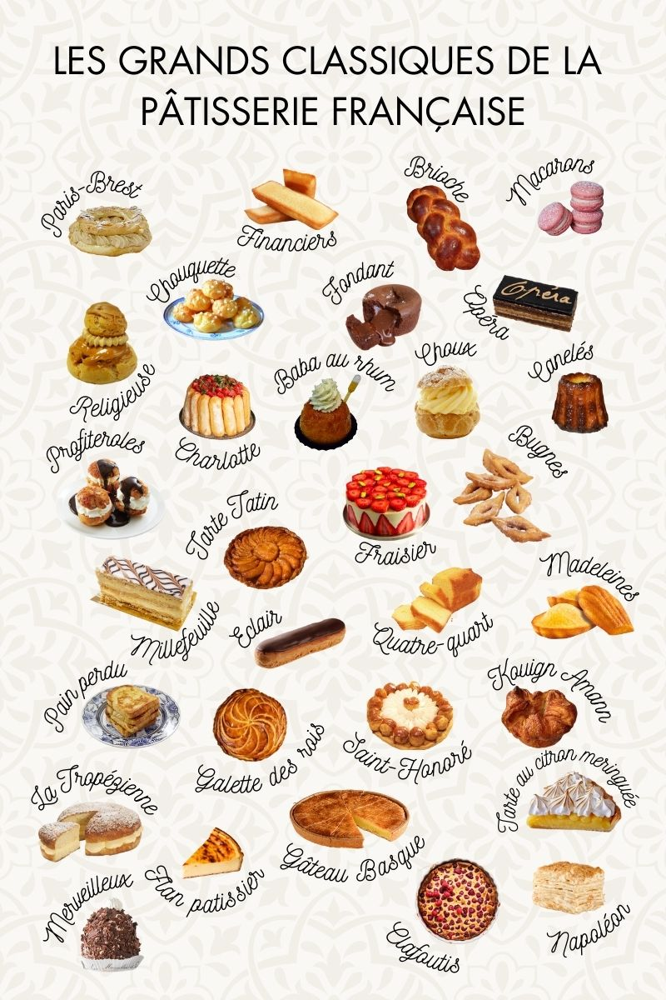 LES GRANDS CLASSIQUES DE LA
PÂTISSERIE FRANÇAISE
Paris-Brest
Financiers
Brioche
Macarons
Chouquette
Fondant
Opéra
Opéra
Religieuse
Charlotte
Baba au rhum
Choux
Canelés
Profiteroles
Tarte Tatin
Fraisier
Bugnes
Millefeuille
Eclair
Quatre-quart
Madeleines
Pain perdu
Galette des rois
Saint-Honoré
Kouign Amann
La Tropézienne
Flan patissier
Gâteau Basque
Tarte au citron meringuée
Merveilleux
Clafoutis
Napoléon